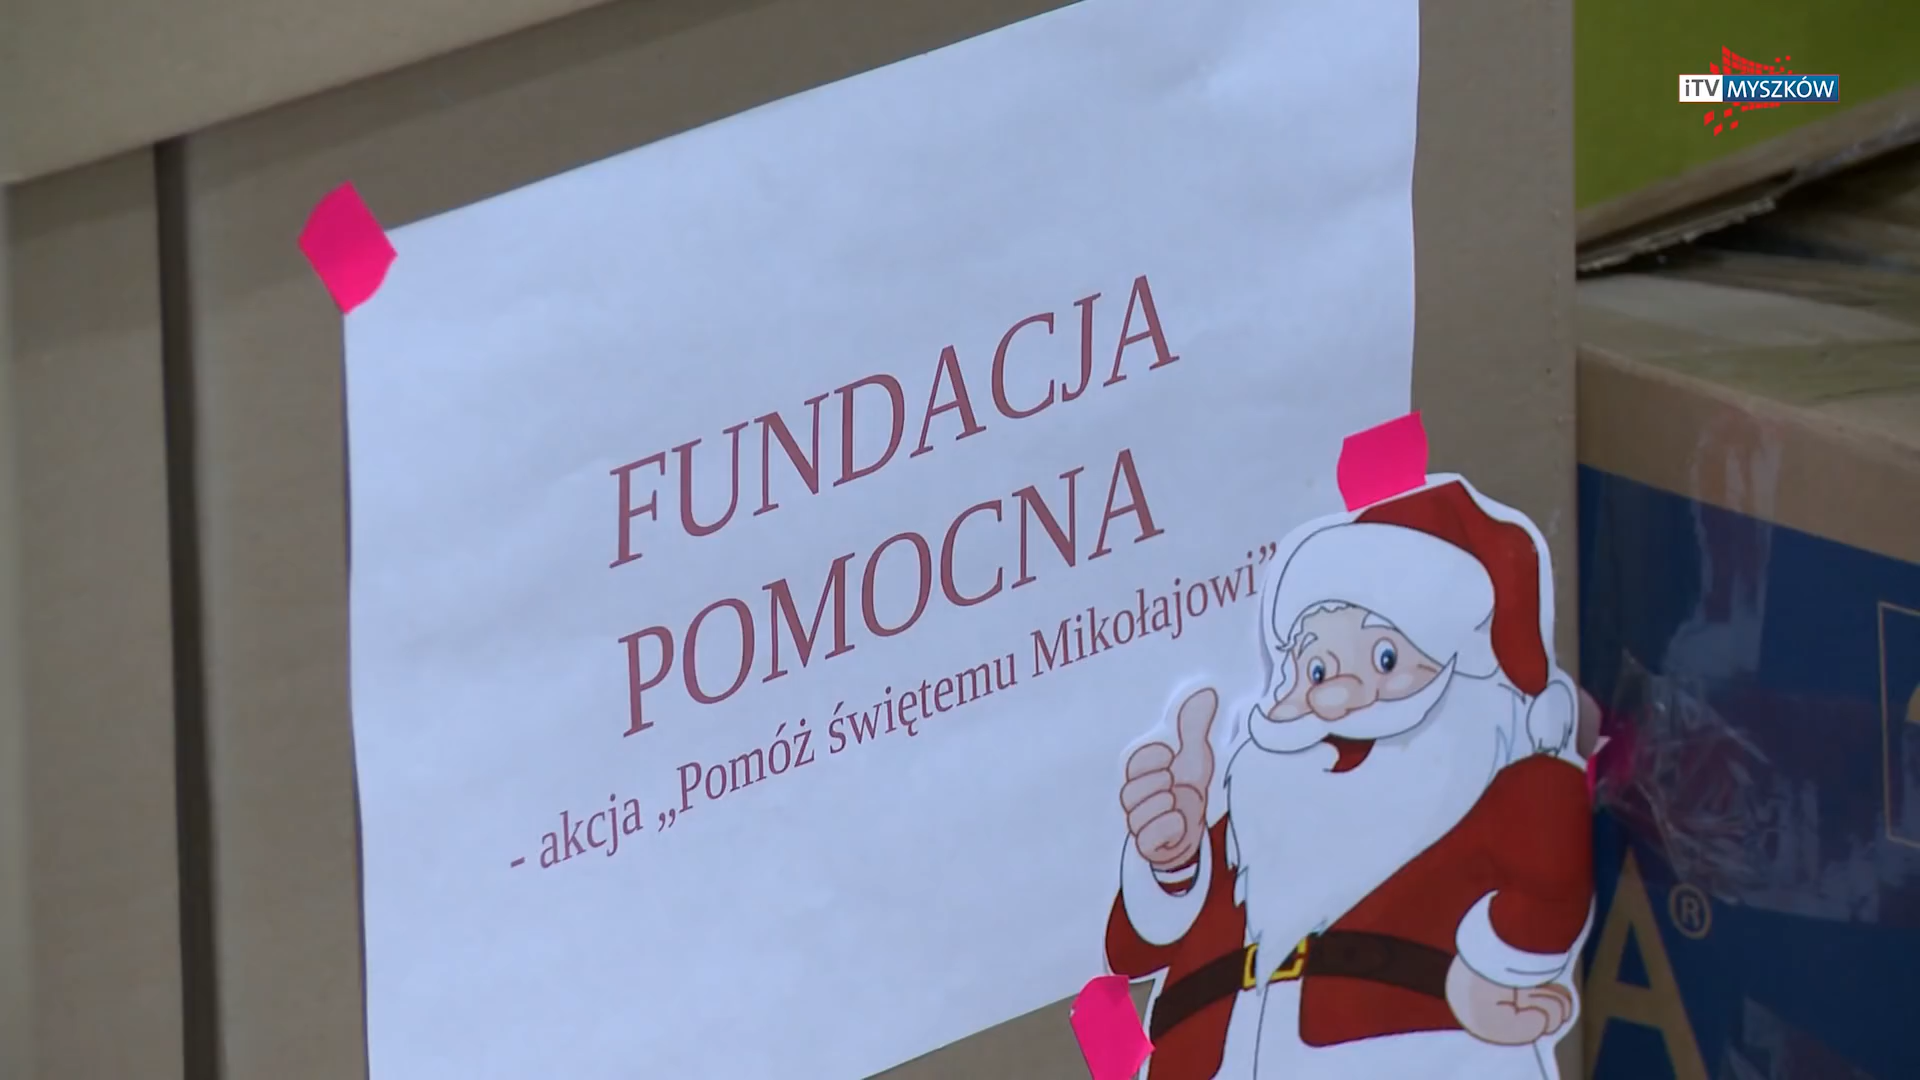 iTV MYSZKÓW
FUNDACJA
POMOCNA
- akcja „Pomóż świętemu Mikołajowi”
A®